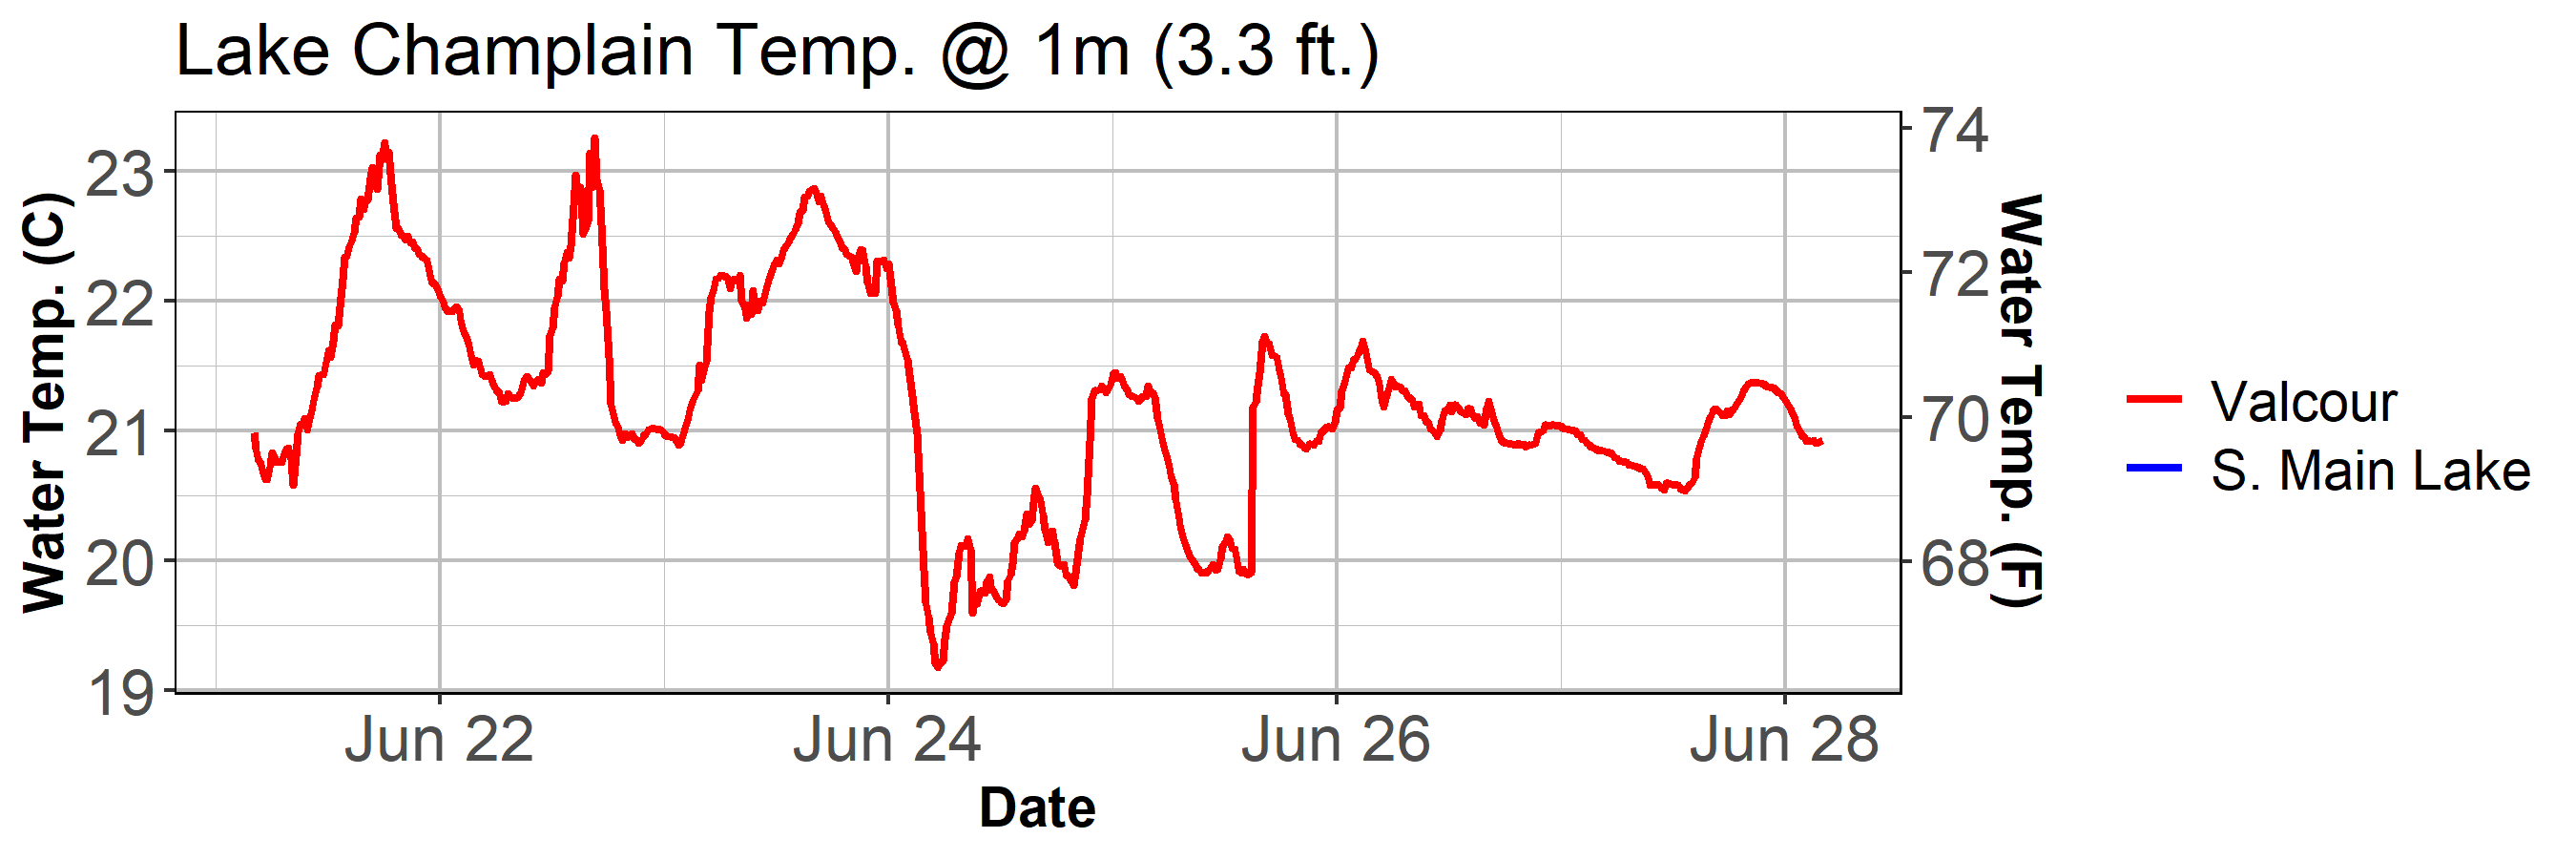 Lake Champlain Temp. @ 1m (3.3 ft.)
Water Temp. (C)
23
22
21
20
19
74
72
70
68
Water Temp. (F)
Jun 22
Jun 24
Jun 26
Jun 28
Date
Valcour
S. Main Lake